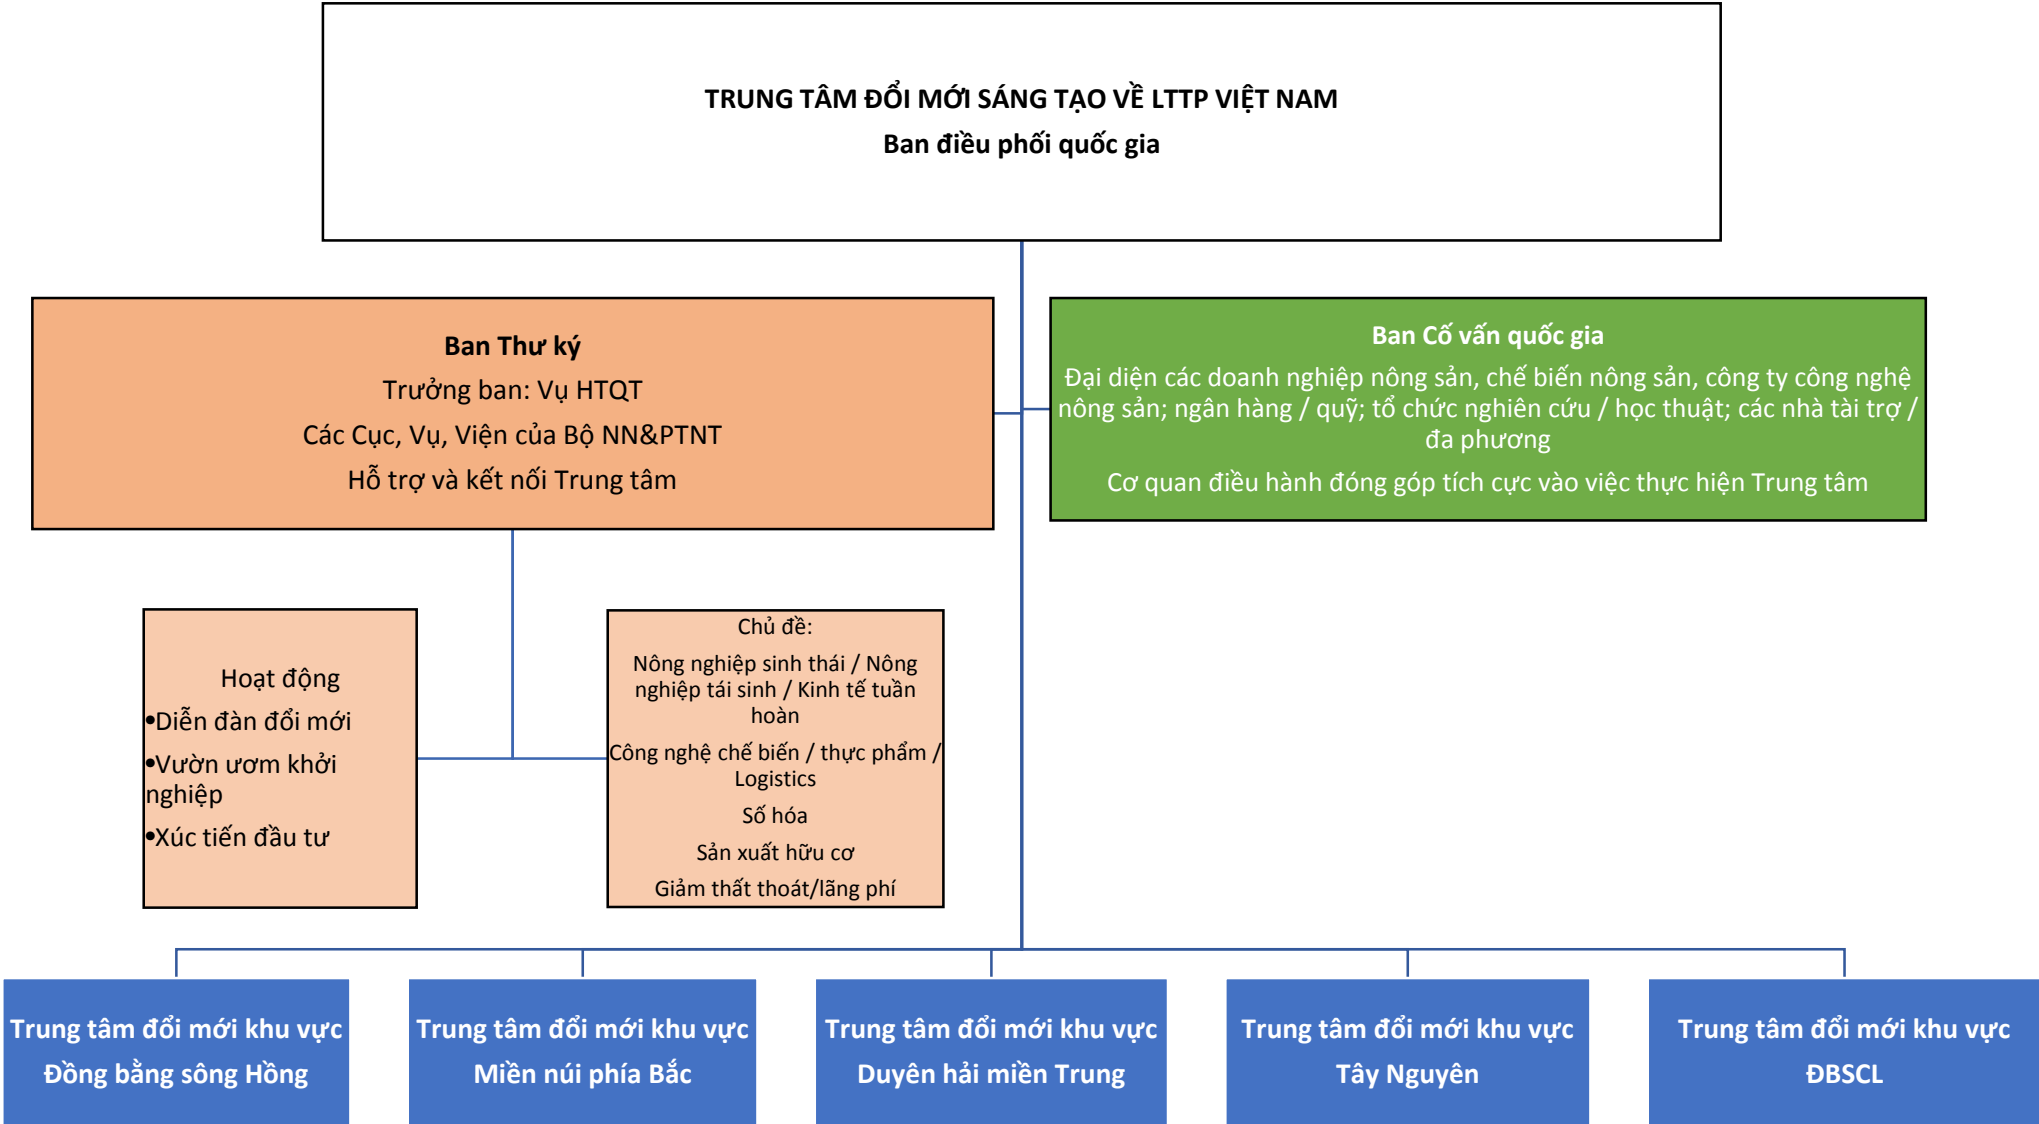 TRUNG TÂM ĐỔI MỚI SÁNG TẠO VỀ LTTP VIỆT NAM
Ban điều phối quốc gia
Ban Thư ký
Trưởng ban: Vụ HTQT
Các Cục, Vụ, Viện của Bộ NN&PTNT
Hỗ trợ và kết nối Trung tâm
Ban Cố vấn quốc gia
Đại diện các doanh nghiệp nông sản, chế biến nông sản, công ty công nghệ
nông sản; ngân hàng / quỹ; tổ chức nghiên cứu / học thuật; các nhà tài trợ /
đa phương
Cơ quan điều hành đóng góp tích cực vào việc thực hiện Trung tâm
Hoạt động
•Diễn đàn đổi mới
•Vườn ươm khởi
nghiệp
•Xúc tiến đầu tư
Chủ đề:
Nông nghiệp sinh thái / Nông
nghiệp tái sinh / Kinh tế tuần
hoàn
Công nghệ chế biến / thực phẩm /
Logistics
Số hóa
Sản xuất hữu cơ
Giảm thất thoát/lãng phí
Trung tâm đổi mới khu vực
Đồng bằng sông Hồng
Trung tâm đổi mới khu vực
Miền núi phía Bắc
Trung tâm đổi mới khu vực
Duyên hải miền Trung
Trung tâm đổi mới khu vực
Tây Nguyên
Trung tâm đổi mới khu vực
ĐBSCL